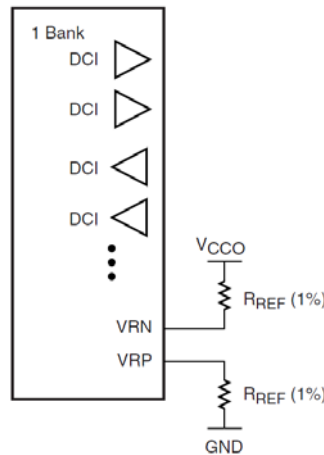 1 Bank
DCI
DCI
DCI
DCI
VCCO
VRN
RREF (1%)
VRP
RREF (1%)
GND